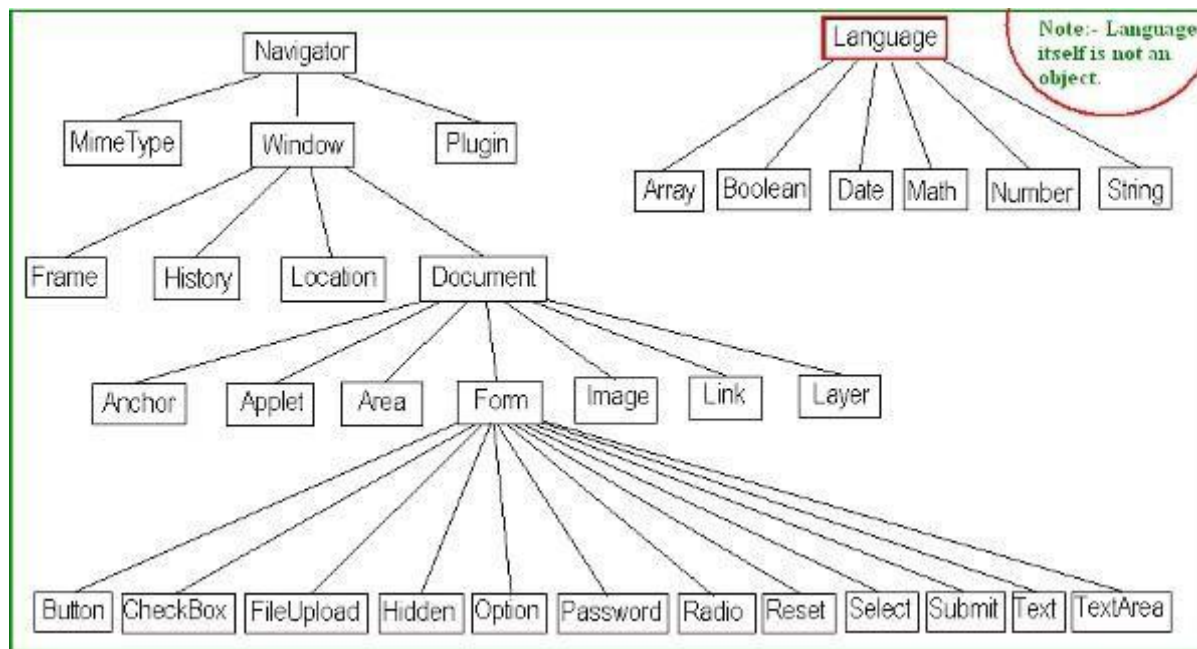 Navigator
Language
Note:- Language
itself is not an
object.
MimeType
Window
Plugin
Array
Boolean
Date
Math
Number
String
Frame
History
Location
Document
Anchor
Applet
Area
Form
Image
Link
Layer
Button
CheckBox
FileUpload
Hidden
Option
Password
Radio
Reset
Select
Submit
Text
TextArea